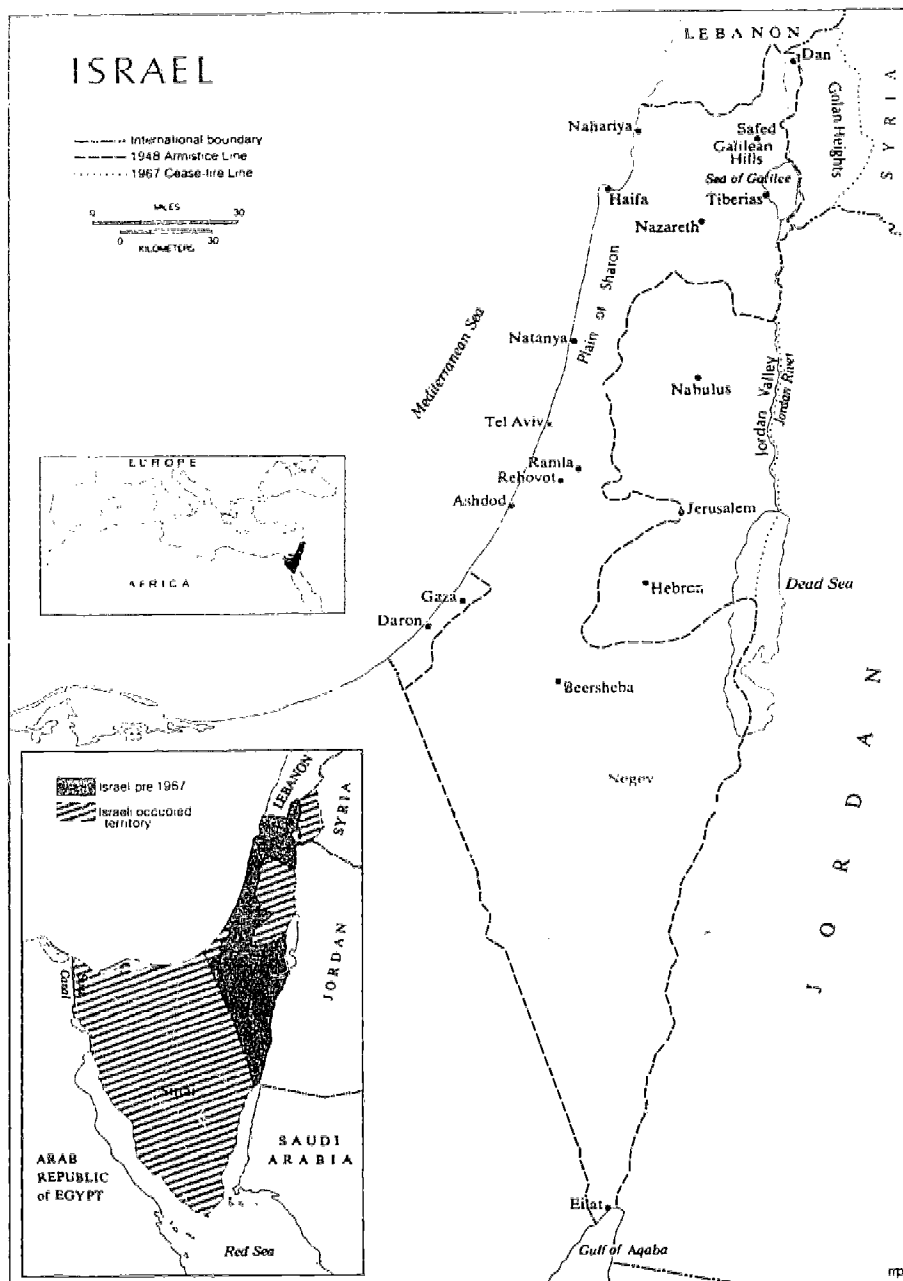 ISRAEL
International boundary
1948 Armistice Line
1967 Cease-fire Line
MILES
0 30
0 30
KILOMETERS
LEBANON
Dan
Golan Heights
SYRIA
Nahariya
Safed
Galilean
Hills
Sea of Galilee
Haifa
Tiberias
Nazareth
Plain of Sharon
Mediterranean Sea
Natanya
Nabulus
Jordan Valley
Jordan River
Tel Aviv
Ramla
Rehovot
Ashdod
Jerusalem
EUROPE
AFRICA
Gaza
Hebron
Dead Sea
Daron
Beersheba
Negev
JORDAN
Israel pre 1967
Israeli occupied
territory
LEBANON
SYRIA
JORDAN
Canal
Sinai
SAUDI
ARABIA
ARAB
REPUBLIC
of EGYPT
Red Sea
Eilat
Gulf of Aqaba
mp